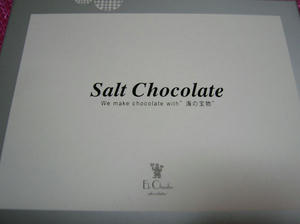 Salt Chocolate
We make chocolate with "海の宝物"